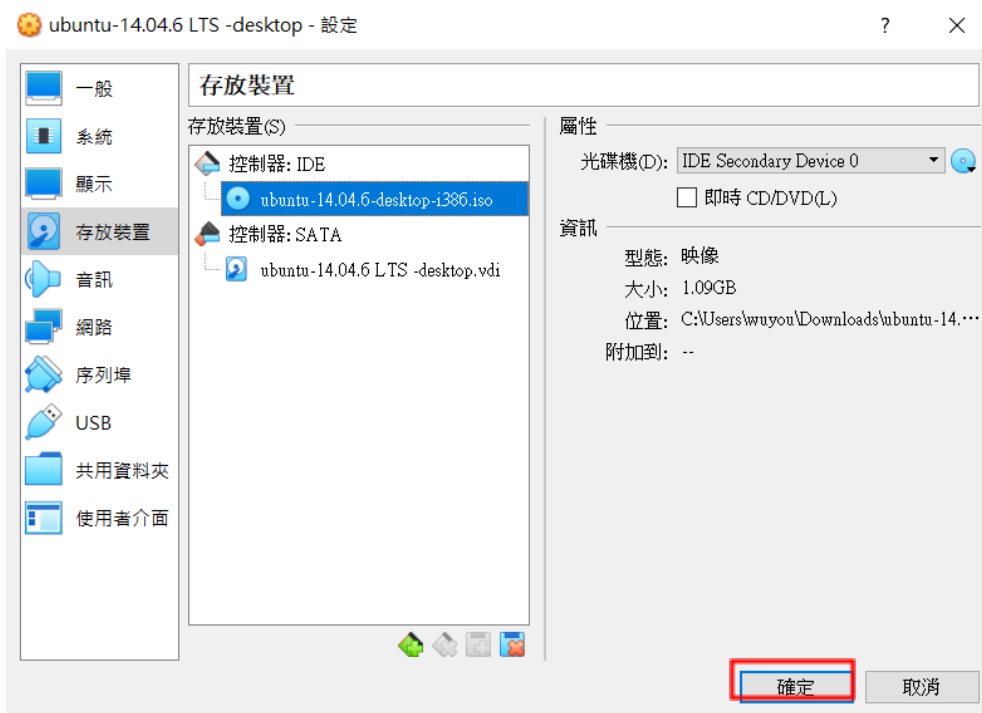 ubuntu-14.04.6 LTS -desktop - 設定
?
一般
系統
顯示
存放裝置
音訊
網路
序列埠
USB
共用資料夾
使用者介面
存放裝置
存放裝置(S)
控制器: IDE
ubuntu-14.04.6-desktop-i386.iso
控制器: SATA
ubuntu-14.04.6 LTS -desktop.vdi
屬性
光碟機(D): IDE Secondary Device 0
即時 CD/DVD(L)
資訊
型態: 映像
大小: 1.09GB
位置: C:\Users\wuyou\Downloads\ubuntu-14.…
附加到: --
確定
取消